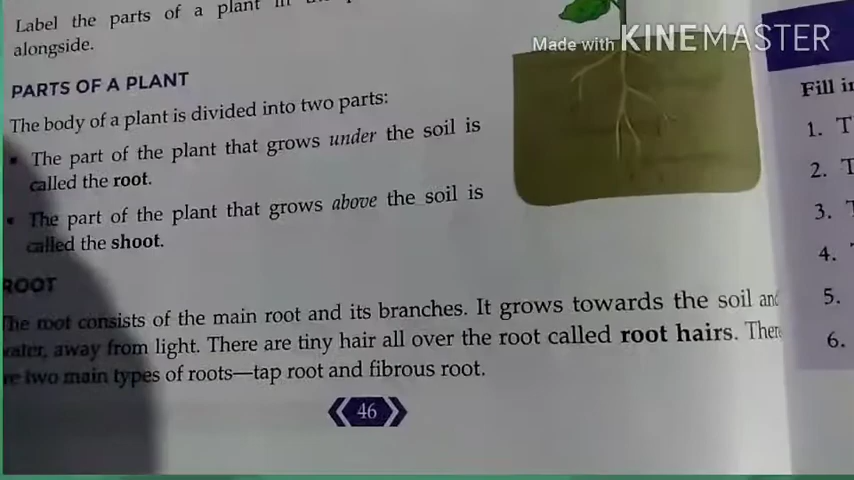 Label the parts of a plant in the
alongside.
Made with KINEMASTER
PARTS OF A PLANT
The body of a plant is divided into two parts:
The part of the plant that grows under the soil is
called the root.
The part of the plant that grows above the soil is
called the shoot.
ROOT
The root consists of the main root and its branches. It grows towards the soil and
water, away from light. There are tiny hair all over the root called root hairs. There
are two main types of roots—tap root and fibrous root.
46
Fill in
1. T
2. T
3. T
4.
5.
6.